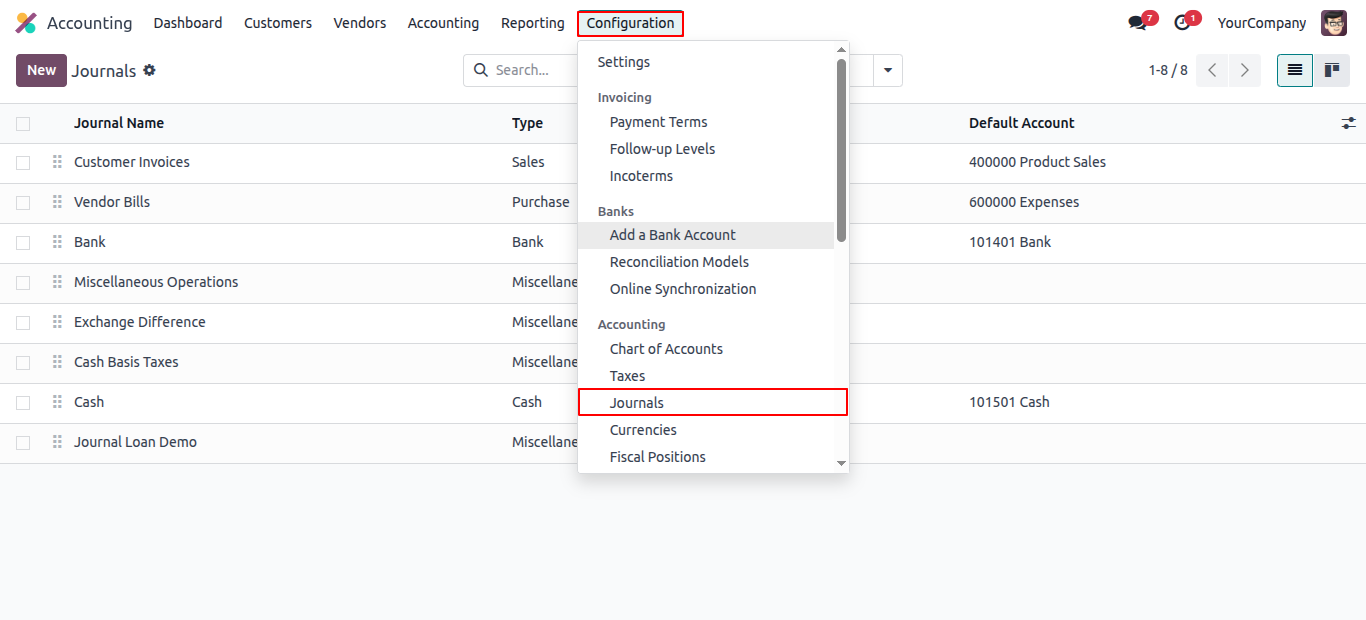 Accounting Dashboard Customers Vendors Accounting Reporting Configuration 7 1 YourCompany
New Journals Search... 1-8 / 8
Settings
Invoicing
Payment Terms
Follow-up Levels
Incoterms
Banks
Add a Bank Account
Reconciliation Models
Online Synchronization
Accounting
Chart of Accounts
Taxes
Journals
Currencies
Fiscal Positions
Journal Name Type Default Account
Customer Invoices Sales 400000 Product Sales
Vendor Bills Purchase 600000 Expenses
Bank Bank 101401 Bank
Miscellaneous Operations Miscellane
Exchange Difference Miscellane
Cash Basis Taxes Miscellane
Cash Cash 101501 Cash
Journal Loan Demo Miscellane